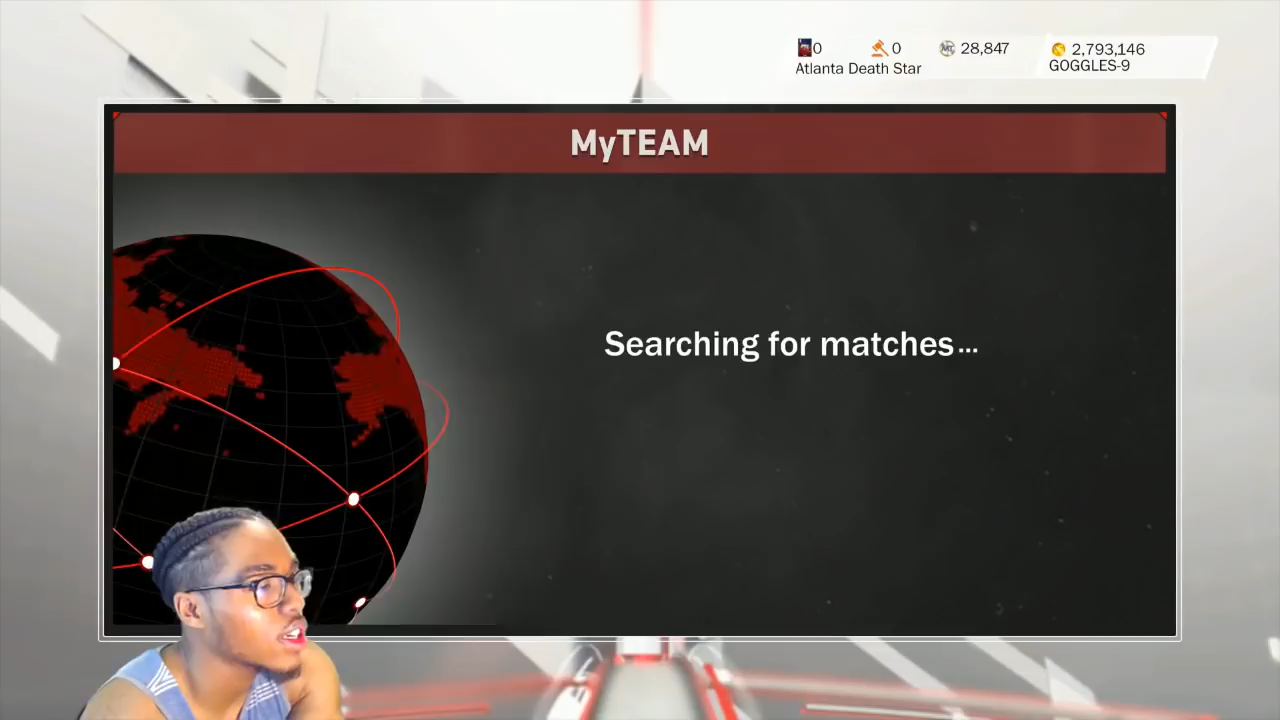 0 0 28,847 2,793,146
Atlanta Death Star GOGGLES-9
MyTEAM
Searching for matches...